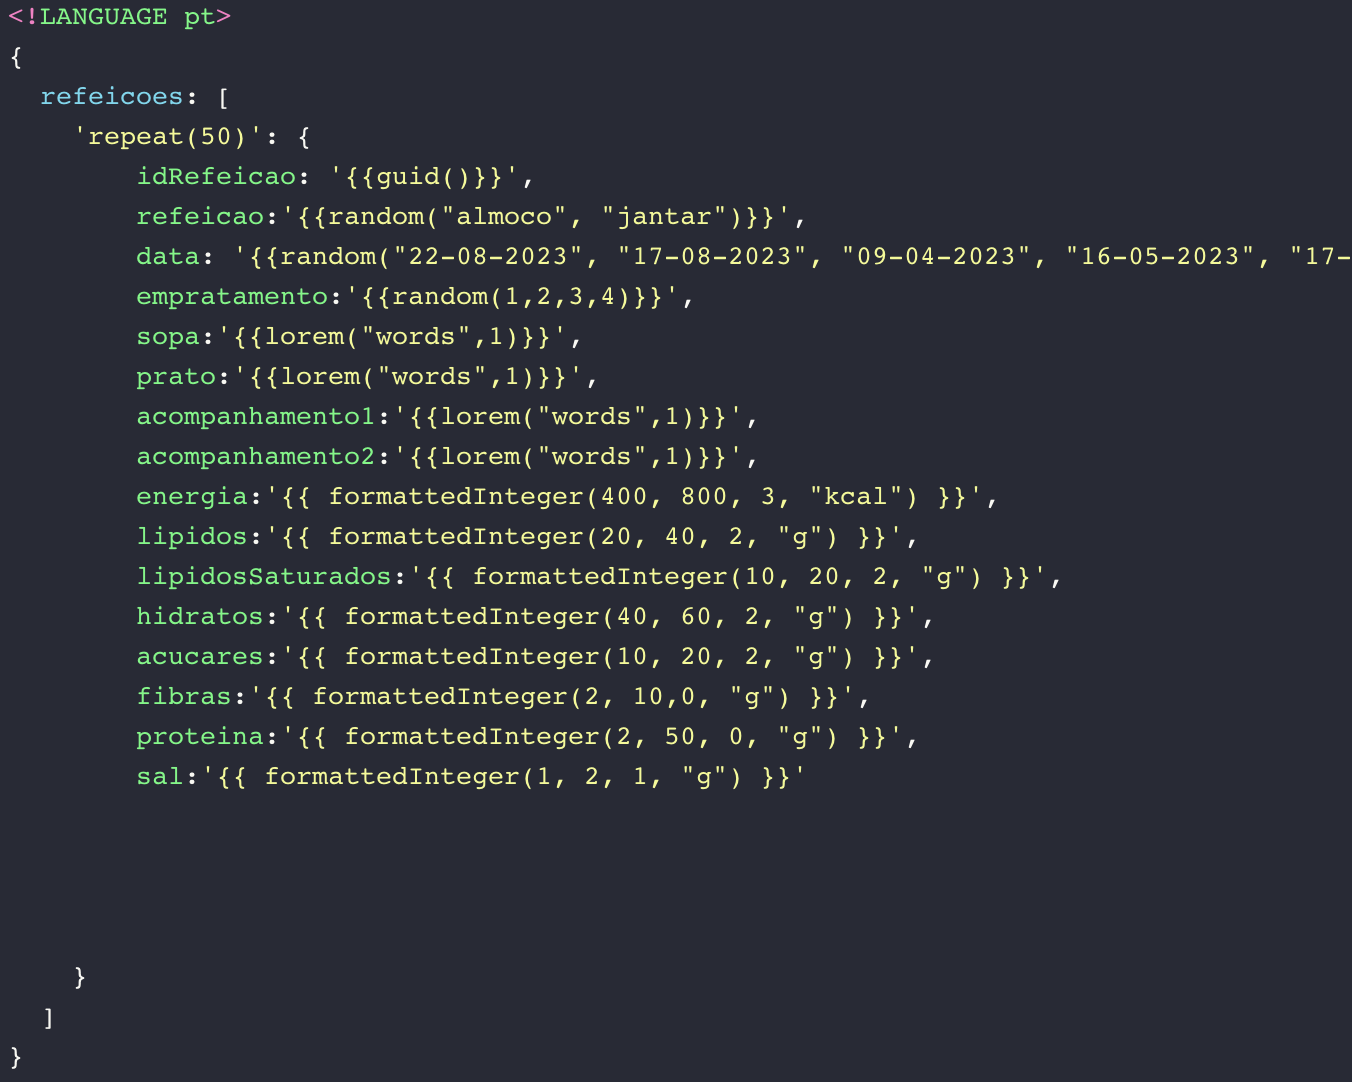 <!LANGUAGE pt>
{
  refeicoes: [
    'repeat(50)': {
        idRefeicao: '{{guid()}}',
        refeicao:'{{random("almoco", "jantar")}}',
        data: '{{random("22-08-2023", "17-08-2023", "09-04-2023", "16-05-2023", "17-
        empratamento:'{{random(1,2,3,4)}}',
        sopa:'{{lorem("words",1)}}',
        prato:'{{lorem("words",1)}}',
        acompanhamento1:'{{lorem("words",1)}}',
        acompanhamento2:'{{lorem("words",1)}}',
        energia:'{{ formattedInteger(400, 800, 3, "kcal") }}',
        lipidos:'{{ formattedInteger(20, 40, 2, "g") }}',
        lipidosSaturados:'{{ formattedInteger(10, 20, 2, "g") }}',
        hidratos:'{{ formattedInteger(40, 60, 2, "g") }}',
        acucares:'{{ formattedInteger(10, 20, 2, "g") }}',
        fibras:'{{ formattedInteger(2, 10,0, "g") }}',
        proteina:'{{ formattedInteger(2, 50, 0, "g") }}',
        sal:'{{ formattedInteger(1, 2, 1, "g") }}'
    }
  ]
}